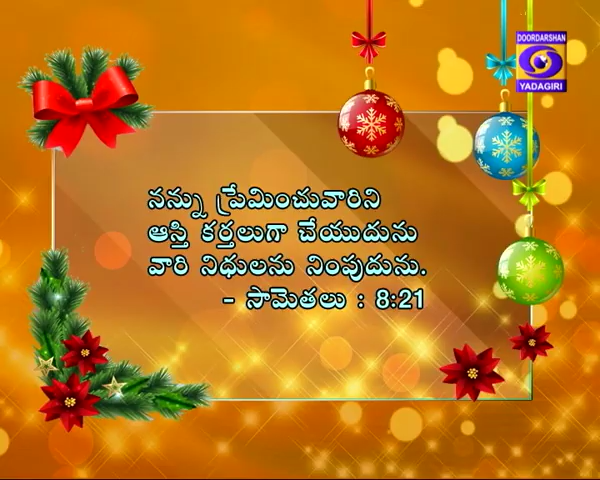 DOORDARSHAN
YADAGIRI
నన్ను ప్రేమించువారిని
ఆస్తి కర్తలుగా చేయుదును
వారి నిధులను నింపుదును.
- సామెతలు : 8:21